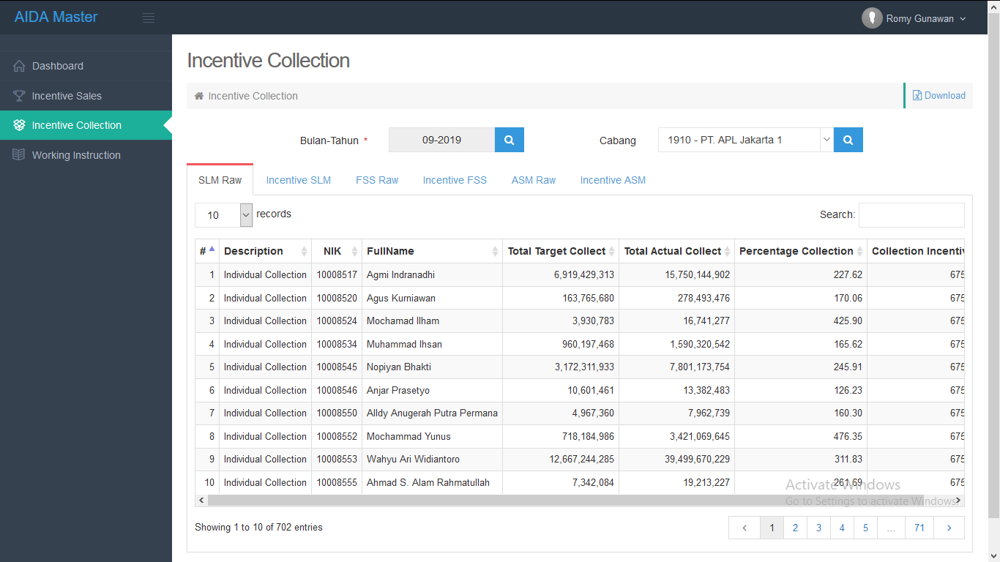 AIDA Master
Romy Gunawan
Dashboard
Incentive Sales
Incentive Collection
Working Instruction
Incentive Collection
Incentive Collection
Download
Bulan-Tahun *
09-2019
Cabang
1910 - PT. APL Jakarta 1
SLM Raw Incentive SLM FSS Raw Incentive FSS ASM Raw Incentive ASM
10 records
Search:
# Description NIK FullName Total Target Collect Total Actual Collect Percentage Collection Collection Incentiv
1 Individual Collection 10008517 Agmi Indranadhi 6,919,429,313 15,750,144,902 227.62 675
2 Individual Collection 10008520 Agus Kurniawan 163,765,680 278,493,476 170.06 675
3 Individual Collection 10008524 Mochamad Ilham 3,930,783 16,741,277 425.90 675
4 Individual Collection 10008534 Muhammad Ihsan 960,197,468 1,590,320,542 165.62 675
5 Individual Collection 10008545 Nopiyan Bhakti 3,172,311,933 7,801,173,754 245.91 675
6 Individual Collection 10008546 Anjar Prasetyo 10,601,461 13,382,483 126.23 675
7 Individual Collection 10008550 Alldy Anugerah Putra Permana 4,967,360 7,962,739 160.30 675
8 Individual Collection 10008552 Mochammad Yunus 718,184,986 3,421,069,645 476.35 675
9 Individual Collection 10008553 Wahyu Ari Widiantoro 12,667,244,285 39,499,670,229 311.83 675
10 Individual Collection 10008555 Ahmad S. Alam Rahmatullah 7,342,084 19,213,227 261.69 675
Activate Windows
Go to Settings to activate Windows.
Showing 1 to 10 of 702 entries
1 2 3 4 5 ... 71